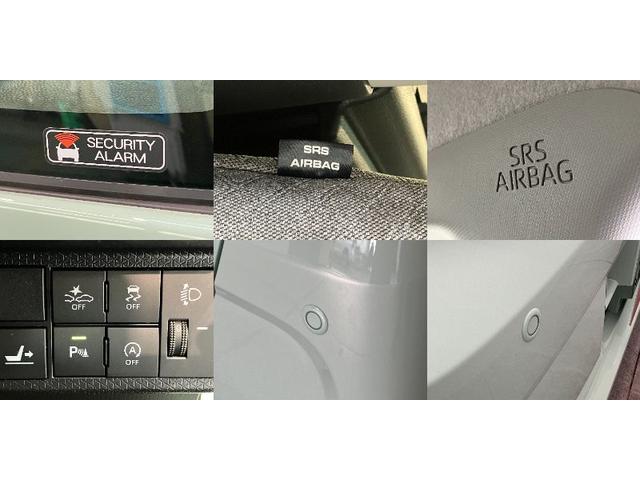 SECURITY
ALARM
SRS
AIRBAG
SRS
AIRBAG
OFF
OFF
P
A
OFF